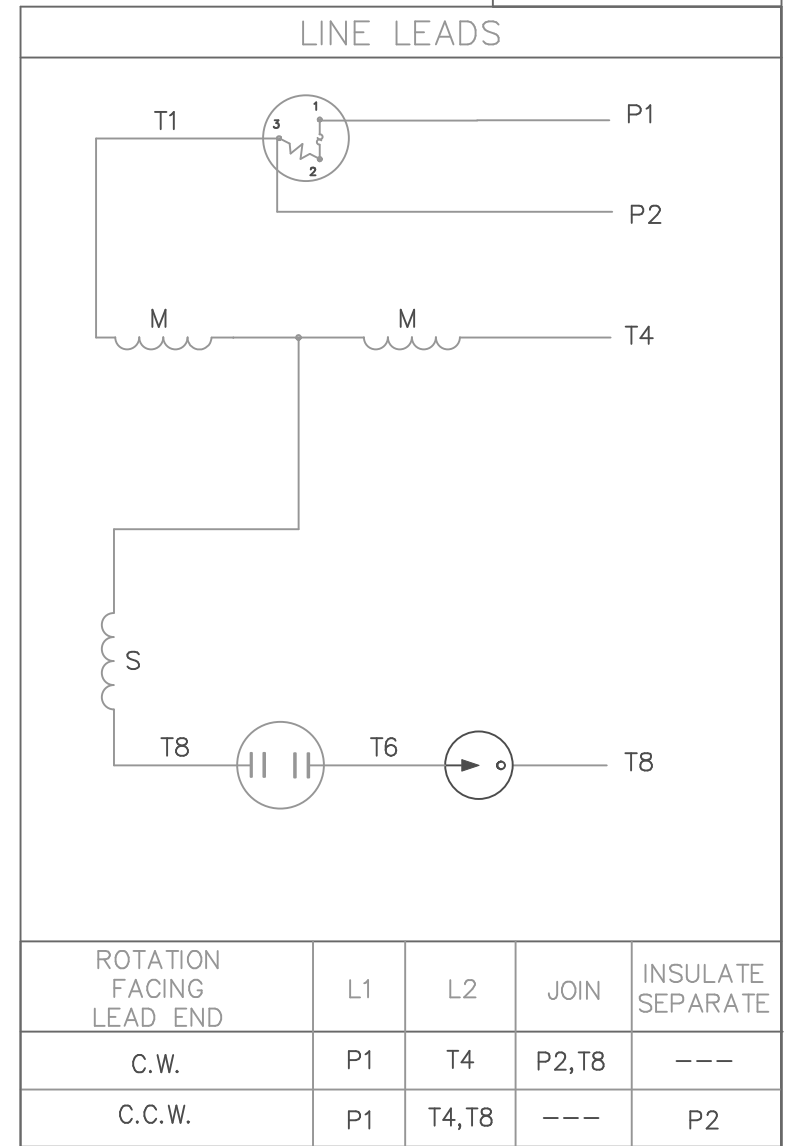 LINE LEADS
T1
1
3
2
P1
P2
M
M
T4
S
T8
T6
T8
ROTATION
FACING
LEAD END
L1
L2
JOIN
INSULATE
SEPARATE
C.W.
P1
T4
P2,T8
---
C.C.W.
P1
T4,T8
---
P2